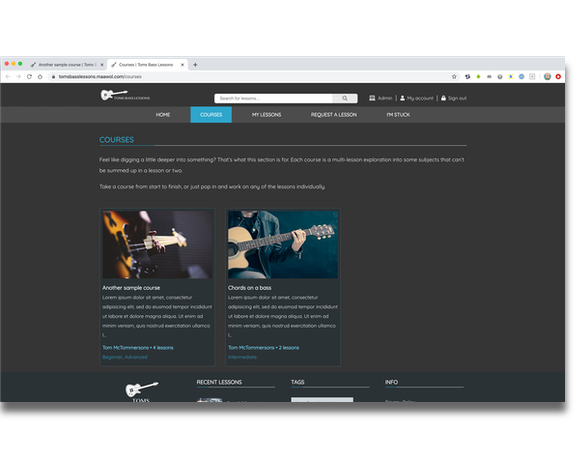 Another sample course | Toms
Courses | Toms Bass Lessons
tomsbasslessons.maawol.com/courses
TOMS BASS LESSONS
Search for lessons...
Admin | My account | Sign out
HOME COURSES MY LESSONS REQUEST A LESSON I'M STUCK
COURSES
Feel like digging a little deeper into something? That's what this section is for. Each course is a multi-lesson exploration into some subjects that can't
be summed up in a lesson or two.
Take a course from start to finish, or just pop in and work on any of the lessons individually.
Another sample course
Lorem ipsum dolor sit amet, consectetur
adipisicing elit, sed do eiusmod tempor incididunt
ut labore et dolore magna aliqua. Ut enim ad
minim veniam, quis nostrud exercitation ullamco
l...
Tom McTommersons • 4 lessons
Beginner, Advanced
Chords on a bass
Lorem ipsum dolor sit amet, consectetur
adipisicing elit, sed do eiusmod tempor incididunt
ut labore et dolore magna aliqua. Ut enim ad
minim veniam, quis nostrud exercitation ullamco
l...
Tom McTommersons • 2 lessons
Intermediate
TOMS
RECENT LESSONS
TAGS
INFO